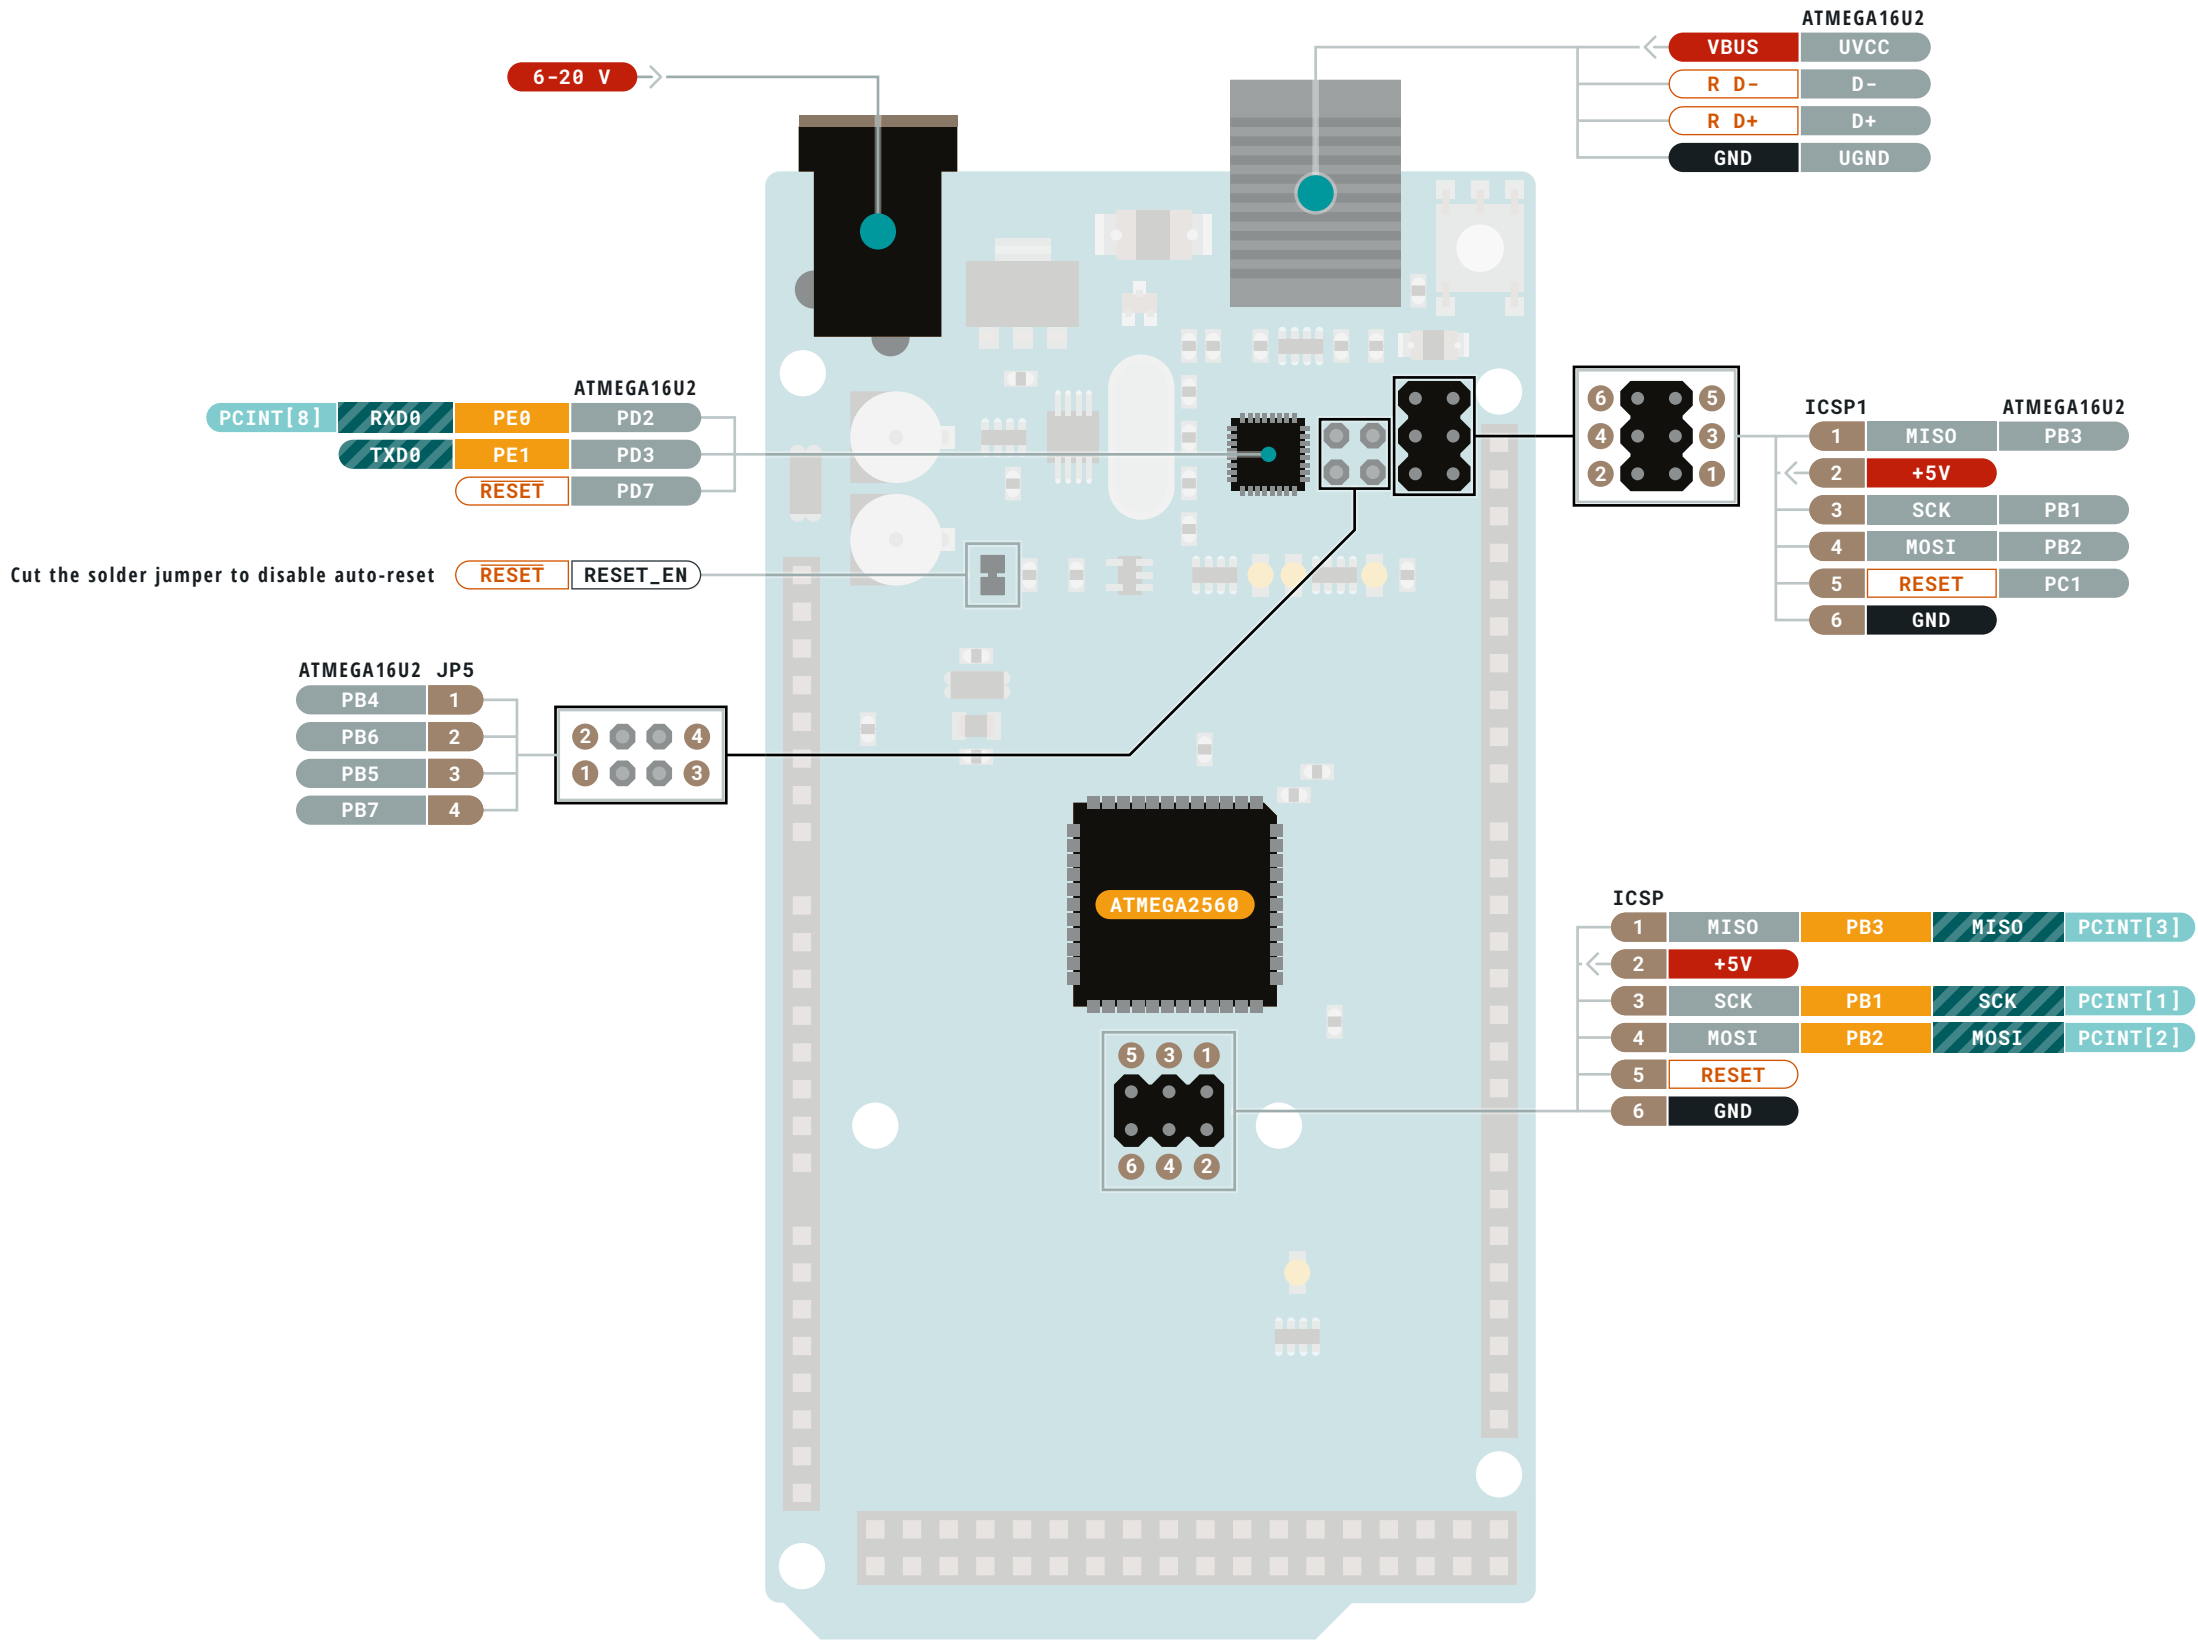 ATMEGA16U2
VBUS UVCC
R D- D-
R D+ D+
GND UGND
6-20 V
ATMEGA16U2
PCINT[8] RXD0 PE0 PD2
TXD0 PE1 PD3
RESET PD7
Cut the solder jumper to disable auto-reset RESET RESET_EN
ATMEGA16U2 JP5
PB4 1
PB6 2
PB5 3
PB7 4
2 4
1 3
6 5
4 3
2 1
ICSP1 ATMEGA16U2
1 MISO PB3
2 +5V
3 SCK PB1
4 MOSI PB2
5 RESET PC1
6 GND
ATMEGA2560
5 3 1
6 4 2
ICSP
1 MISO PB3 MISO PCINT[3]
2 +5V
3 SCK PB1 SCK PCINT[1]
4 MOSI PB2 MOSI PCINT[2]
5 RESET
6 GND